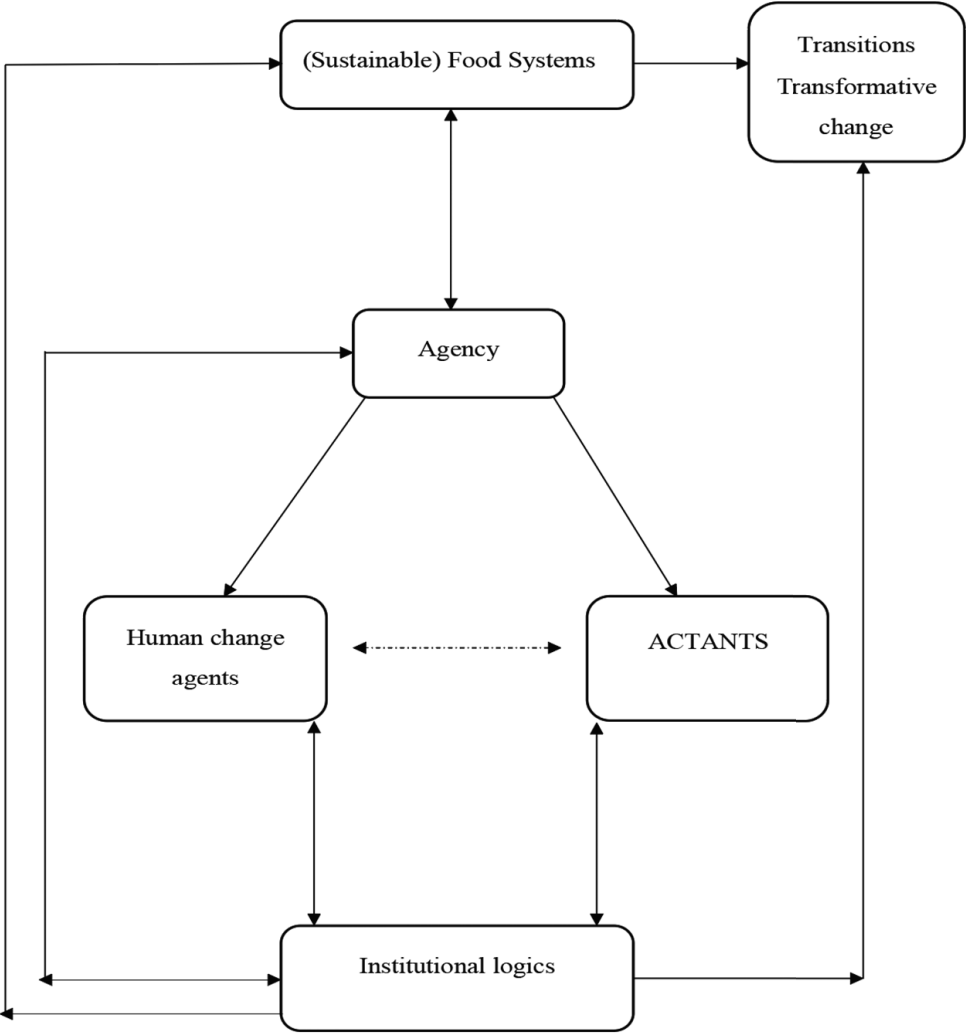 (Sustainable) Food Systems
Transitions
Transformative
change
Agency
Human change
agents
ACTANTS
Institutional logics